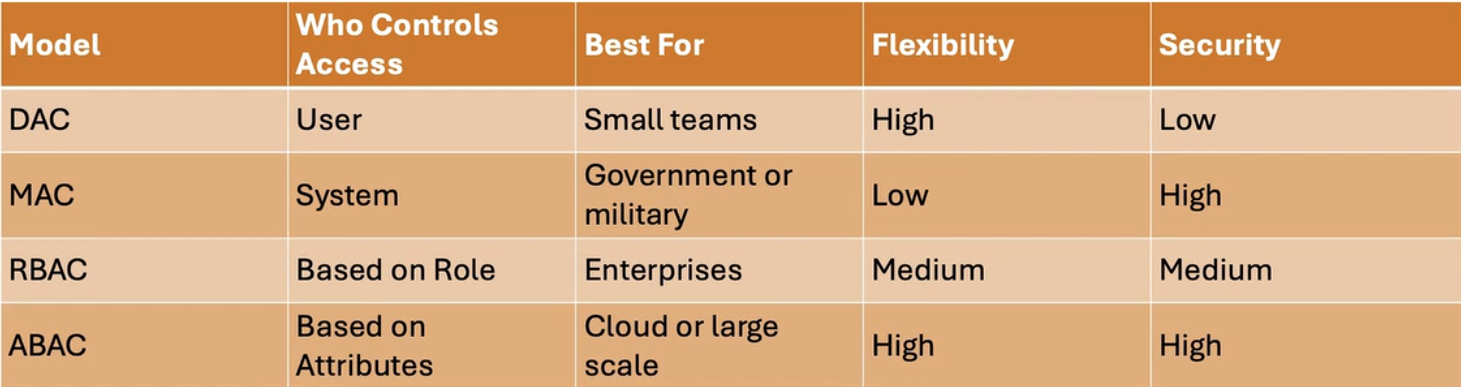 Model
Who Controls
Access
Best For
Flexibility
Security
DAC
User
Small teams
High
Low
MAC
System
Government or
military
Low
High
RBAC
Based on Role
Enterprises
Medium
Medium
ABAC
Based on
Attributes
Cloud or large
scale
High
High